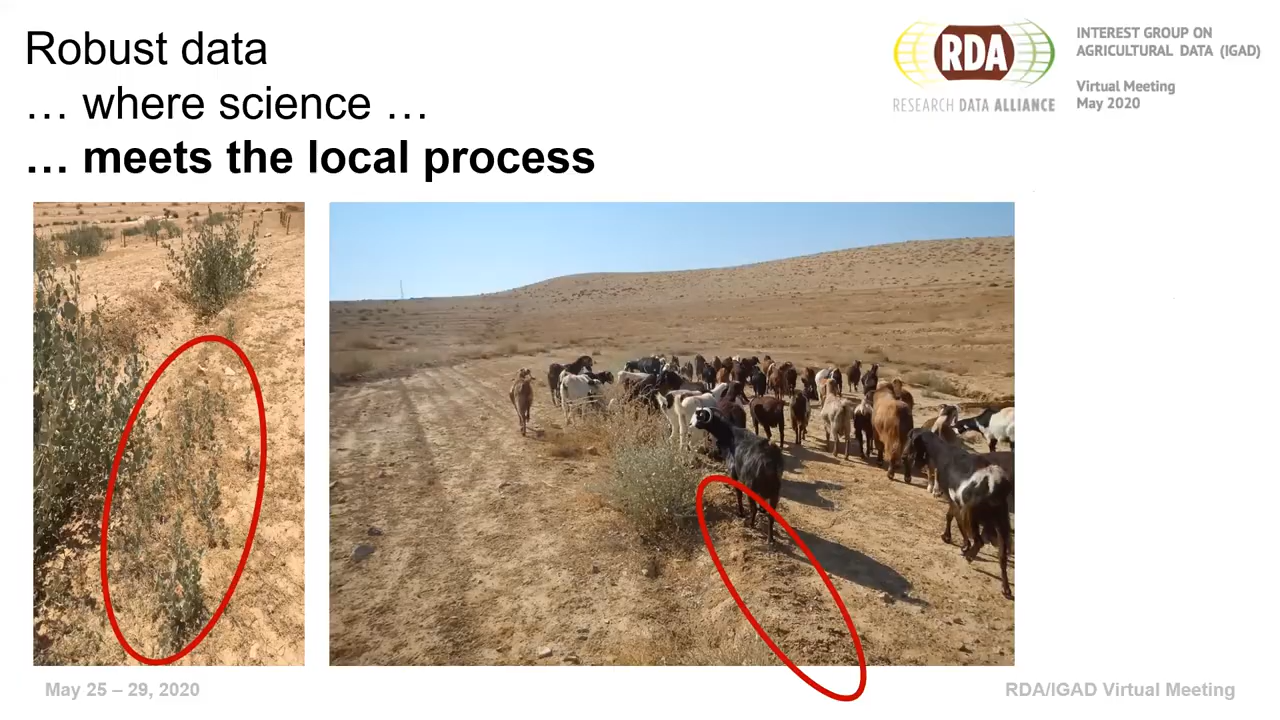 Robust data
… where science …
… meets the local process
RDA
RESEARCH DATA ALLIANCE
INTEREST GROUP ON
AGRICULTURAL DATA (IGAD)
Virtual Meeting
May 2020
May 25 – 29, 2020
RDA/IGAD Virtual Meeting